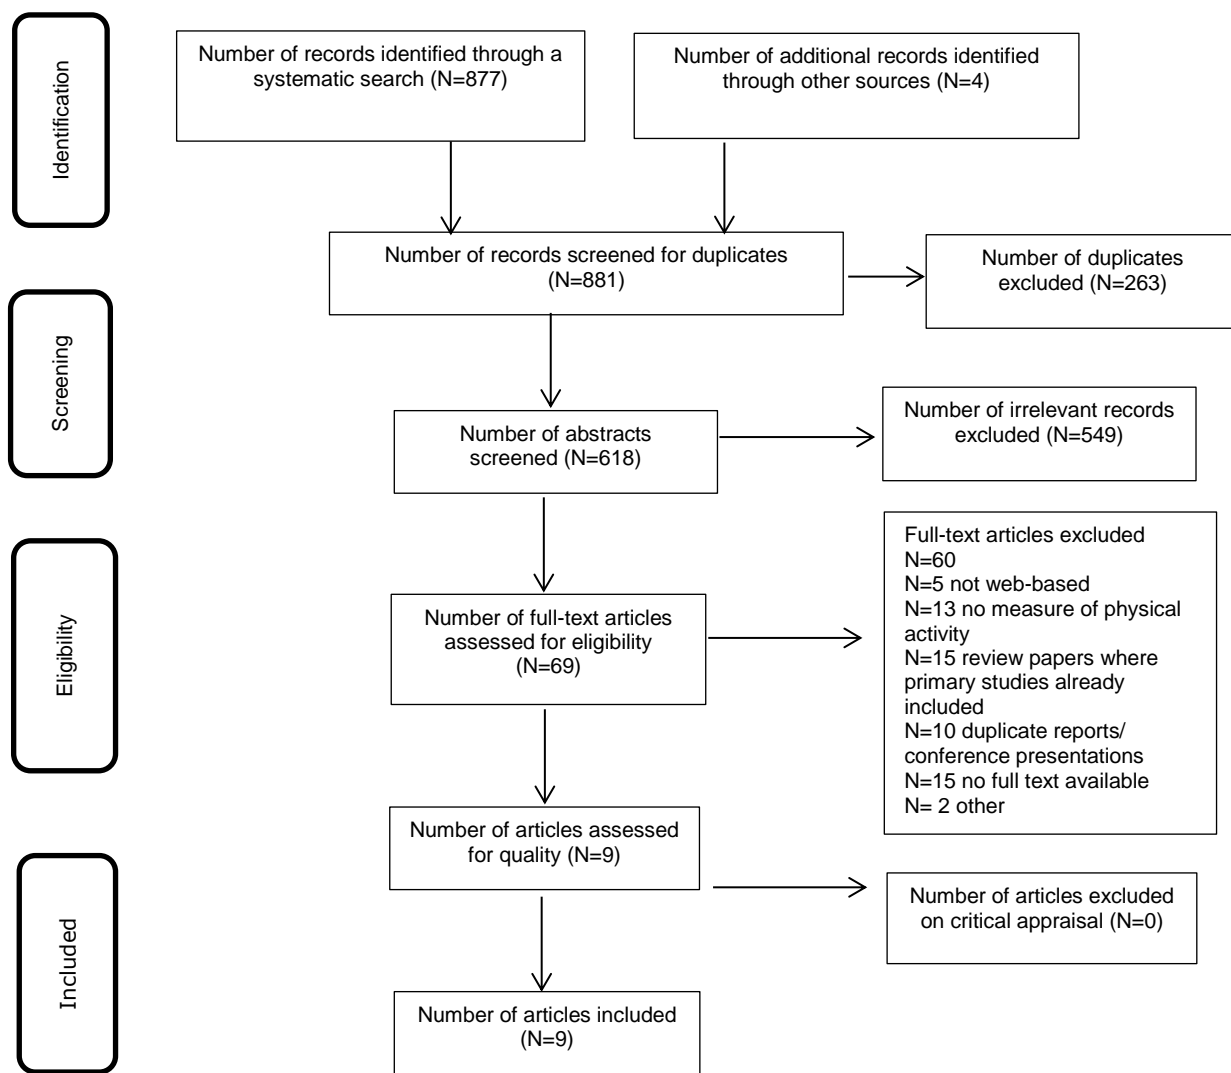 Identification
Number of records identified through a
systematic search (N=877)
Number of additional records identified
through other sources (N=4)
Number of records screened for duplicates
(N=881)
Number of duplicates
excluded (N=263)
Screening
Number of abstracts
screened (N=618)
Number of irrelevant records
excluded (N=549)
Eligibility
Number of full-text articles
assessed for eligibility
(N=69)
Full-text articles excluded
N=60
N=5 not web-based
N=13 no measure of physical
activity
N=15 review papers where
primary studies already
included
N=10 duplicate reports/
conference presentations
N=15 no full text available
N= 2 other
Number of articles assessed
for quality (N=9)
Included
Number of articles excluded
on critical appraisal (N=0)
Number of articles included
(N=9)